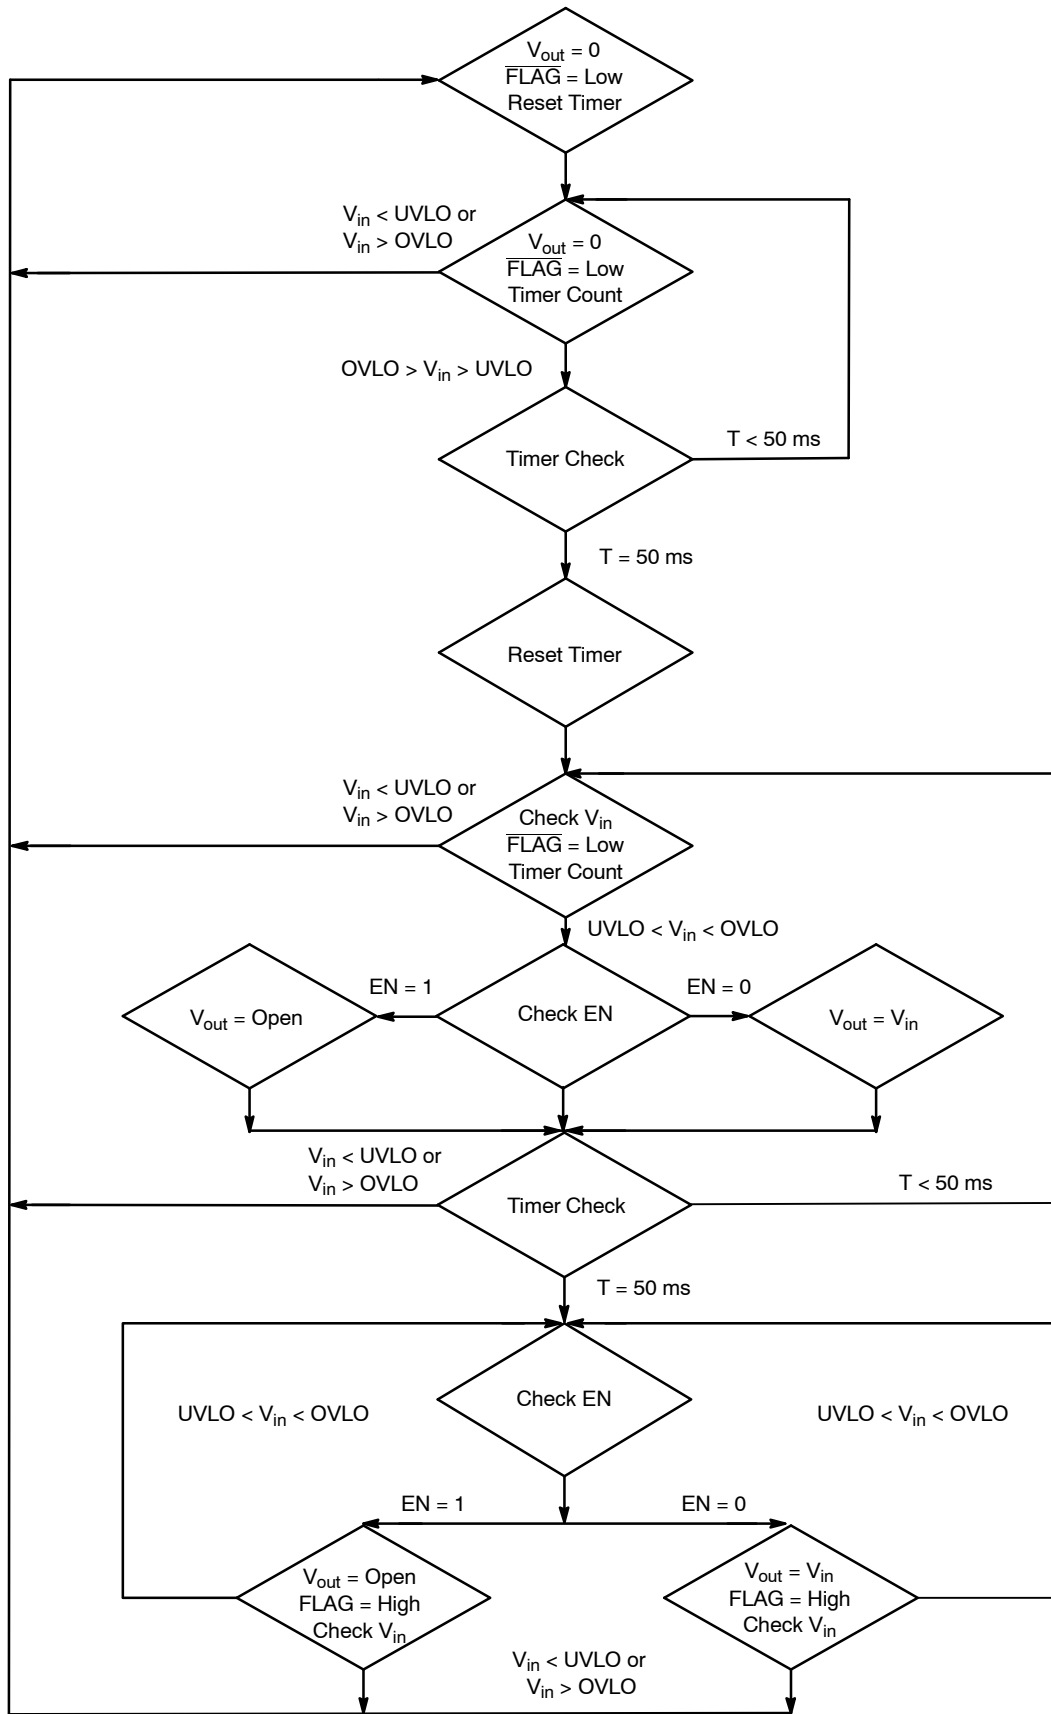 Vout = 0
FLAG = Low
Reset Timer
Vin < UVLO or
Vin > OVLO
Vout = 0
FLAG = Low
Timer Count
OVLO > Vin > UVLO
Timer Check
T < 50 ms
T = 50 ms
Reset Timer
Vin < UVLO or
Vin > OVLO
Check Vin
FLAG = Low
Timer Count
UVLO < Vin < OVLO
EN = 1
EN = 0
Vout = Open
Check EN
Vout = Vin
Vin < UVLO or
Vin > OVLO
Timer Check
T < 50 ms
T = 50 ms
Check EN
UVLO < Vin < OVLO
UVLO < Vin < OVLO
EN = 1
EN = 0
Vout = Open
FLAG = High
Check Vin
Vout = Vin
FLAG = High
Check Vin
Vin < UVLO or
Vin > OVLO